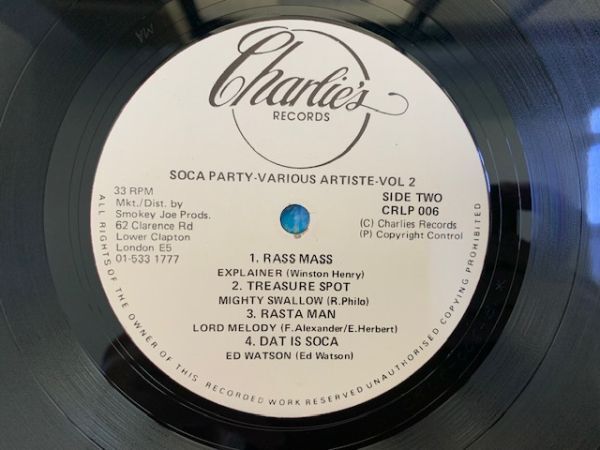 Charlie's
RECORDS
SOCA PARTY-VARIOUS ARTISTE-VOL 2
33 RPM
Mkt./Dist. by
Smokey Joe Prods.
62 Clarence Rd
Lower Clapton
London E5
01-533 1777
SIDE TWO
CRLP 006
(C) Charlies Records
(P) Copyright Control
1. RASS MASS
EXPLAINER (Winston Henry)
2. TREASURE SPOT
MIGHTY SWALLOW (R.Philo)
3. RASTA MAN
LORD MELODY (F.Alexander/E.Herbert)
4. DAT IS SOCA
ED WATSON (Ed Watson)
ALL RIGHTS OF THE OWNER OF THIS RECORDED WORK RESERVED UNAUTHORISED COPYING PROHIBITED